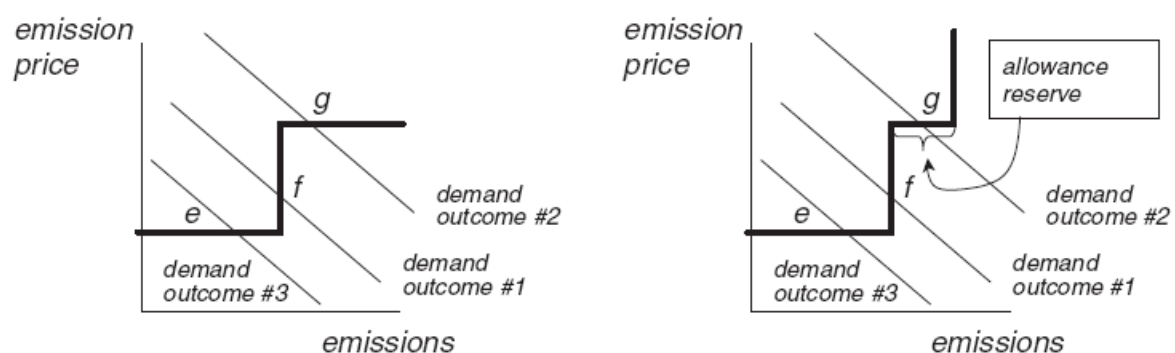 emission
price
g
f
e
demand
outcome #2
demand
outcome #1
demand
outcome #3
emissions
emission
price
allowance
reserve
g
f
e
demand
outcome #2
demand
outcome #1
demand
outcome #3
emissions